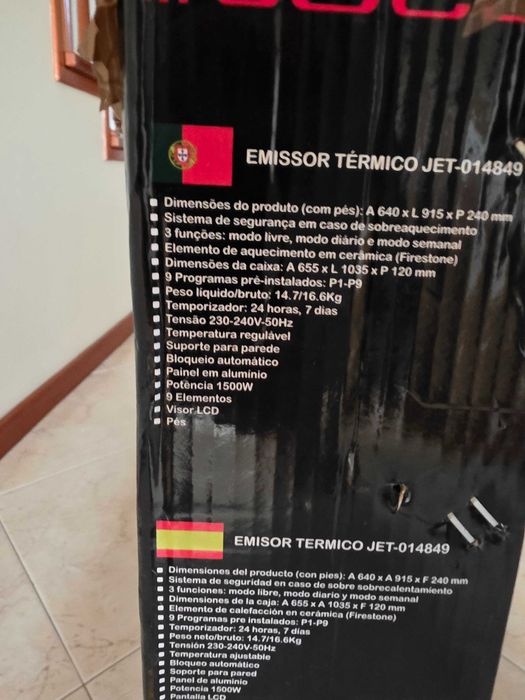 EMISSOR TÉRMICO JET-014849
Dimensões do produto (com pés): A 640 x L 915 x P 240 mm
Sistema de segurança em caso de sobreaquecimento
3 funções: modo livre, modo diário e modo semanal
Elemento de aquecimento em cerâmica (Firestone)
Dimensões da caixa: A 655 x L 1035 x P 120 mm
9 Programas pré-instalados: P1-P9
Peso líquido/bruto: 14.7/16.6Kg
Temporizador: 24 horas, 7 dias
Tensão 230-240V-50Hz
Temperatura regulável
Suporte para parede
Bloqueio automático
Painel em alumínio
Potência 1500W
9 Elementos
Visor LCD
Pés
EMISOR TERMICO JET-014849
Dimensiones del producto (con pies): A 640 x A 915 x F 240 mm
Sistema de seguridad en caso de sobre sobrecalentamiento
3 funciones: modo libre, modo diario y modo semanal
Dimensiones de la caja: A 655 x A 1035 x F 120 mm
Elemento de calefacción en cerámica (Firestone)
9 Programas pre instalados: P1-P9
Temporizador: 24 horas, 7 días
Peso neto/bruto: 14.7/16.6Kg
Tensión 230-240V-50Hz
Temperatura ajustable
Bloqueo automático
Soporte para pared
Panel de aluminio
Potencia 1500W
Pantalla LCD